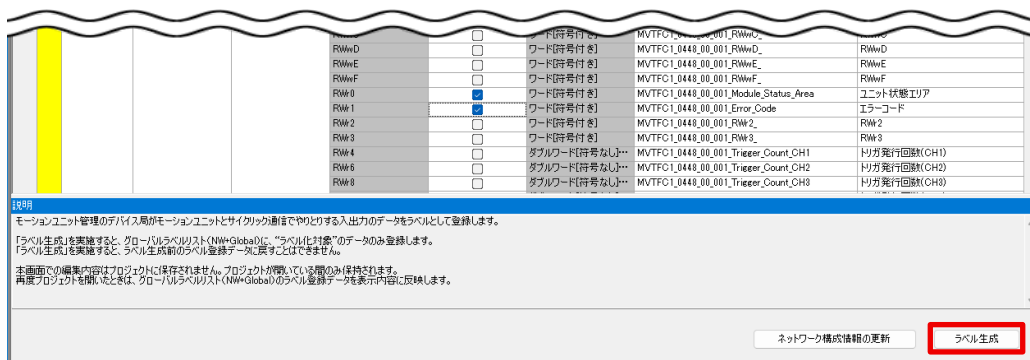 RWwD ワード[符号付き] MVTFC1_0448_00_001_RWwD_ RWwD
RWwE ワード[符号付き] MVTFC1_0448_00_001_RWwE_ RWwE
RWwF ワード[符号付き] MVTFC1_0448_00_001_RWwF_ RWwF
RWr0 ワード[符号付き] MVTFC1_0448_00_001_Module_Status_Area ユニット状態エリア
RWr1 ワード[符号付き] MVTFC1_0448_00_001_Error_Code エラーコード
RWr2 ワード[符号付き] MVTFC1_0448_00_001_RWr2_ RWr2
RWr3 ワード[符号付き] MVTFC1_0448_00_001_RWr3_ RWr3
RWr4 ダブルワード[符号なし]… MVTFC1_0448_00_001_Trigger_Count_CH1 トリガ発行回数(CH1)
RWr6 ダブルワード[符号なし]… MVTFC1_0448_00_001_Trigger_Count_CH2 トリガ発行回数(CH2)
RWr8 ダブルワード[符号なし]… MVTFC1_0448_00_001_Trigger_Count_CH3 トリガ発行回数(CH3)
説明
モーションユニット管理のデバイス局がモーションユニットとサイクリック通信でやりとりする入出力のデータをラベルとして登録します。
「ラベル生成」を実施すると、グローバルラベルリスト(NW+Global)に、“ラベル化対象”のデータのみ登録します。
「ラベル生成」を実施すると、ラベル生成前のラベル登録データに戻すことはできません。
本画面での編集内容はプロジェクトに保存されません。プロジェクトが開いている間のみ保持されます。
再度プロジェクトを開いたときは、グローバルラベルリスト(NW+Global)のラベル登録データを表示内容に反映します。
ネットワーク構成情報の更新 ラベル生成